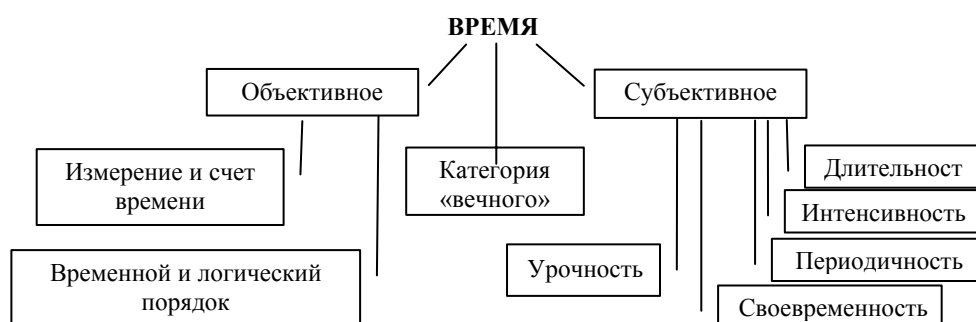 ВРЕМЯ
Объективное
Субъективное
Измерение и счет
времени
Категория
«вечного»
Длительност
Интенсивность
Временной и логический
порядок
Урочность
Периодичность
Своевременность